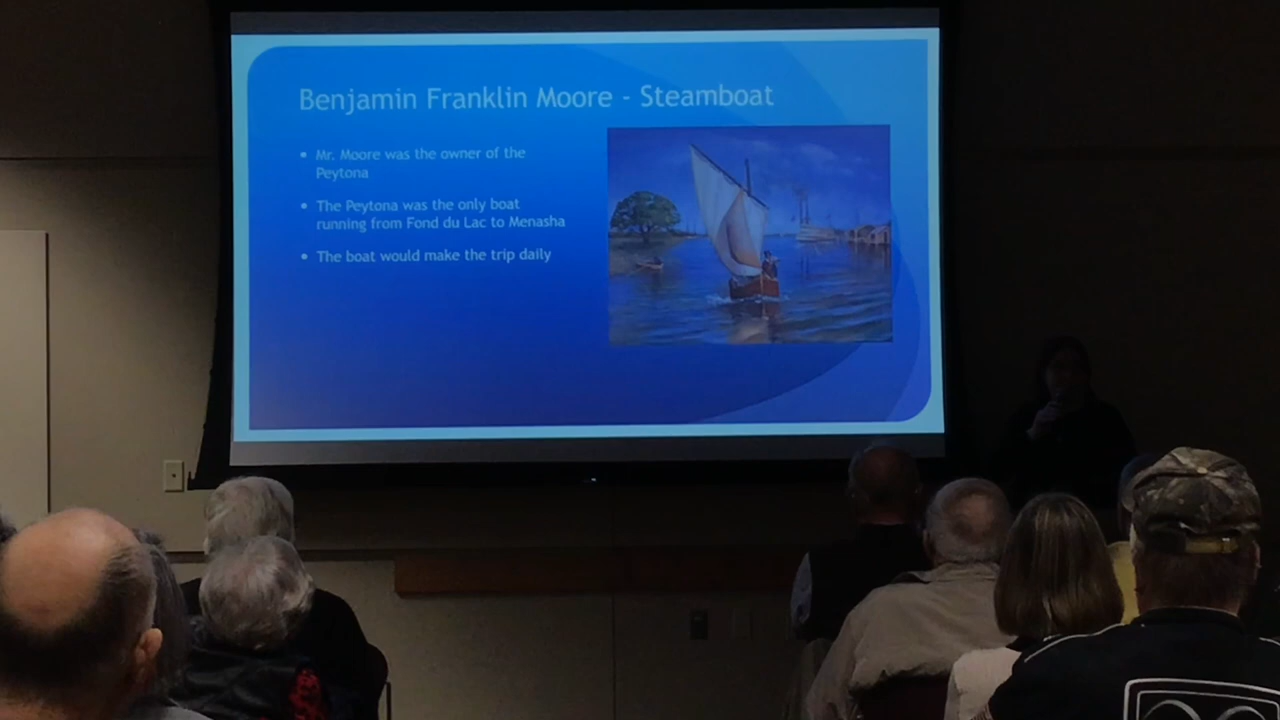 Benjamin Franklin Moore - Steamboat
Mr. Moore was the owner of the
Peytona
The Peytona was the only boat
running from Fond du Lac to Menasha
The boat would make the trip daily